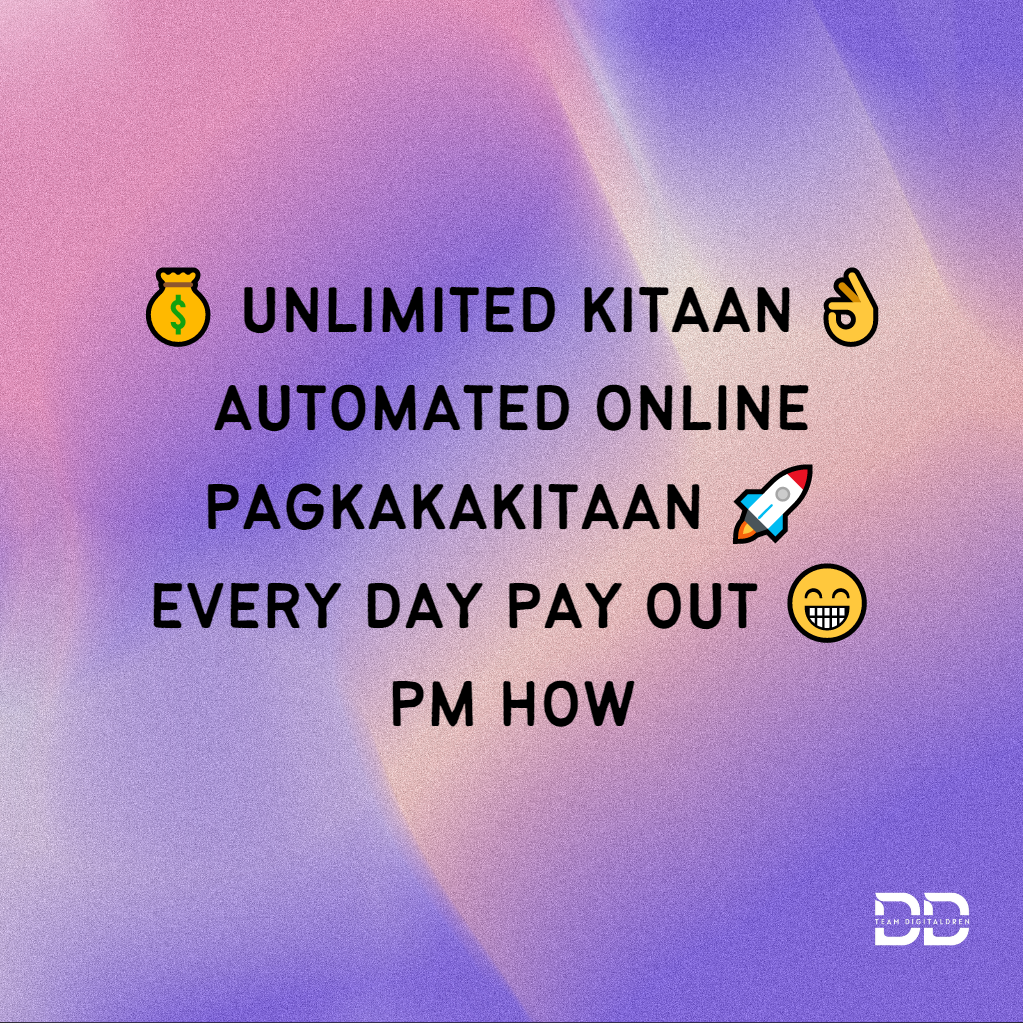 💰 UNLIMITED KITAAN 👌
AUTOMATED ONLINE
PAGKAKAKITAAN 🚀
EVERY DAY PAY OUT 😁
PM HOW
DD
TEAM DIGITALDREN